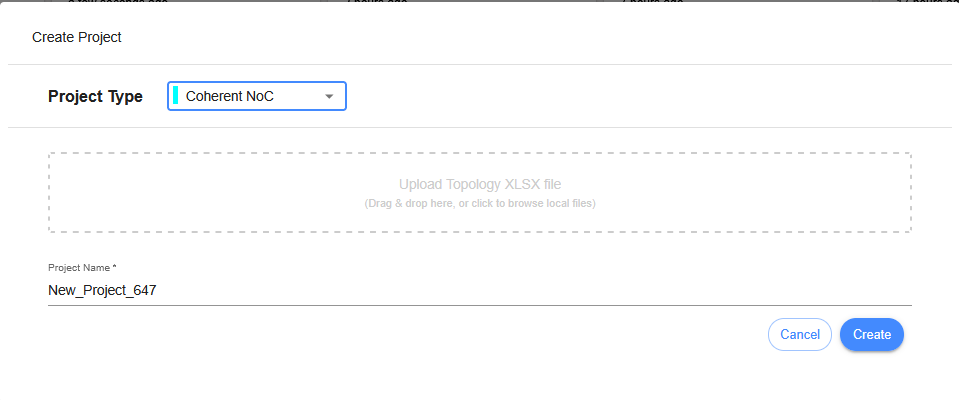 Create Project
Project Type
Coherent NoC
Upload Topology XLSX file
(Drag & drop here, or click to browse local files)
Project Name *
New_Project_647
Cancel
Create